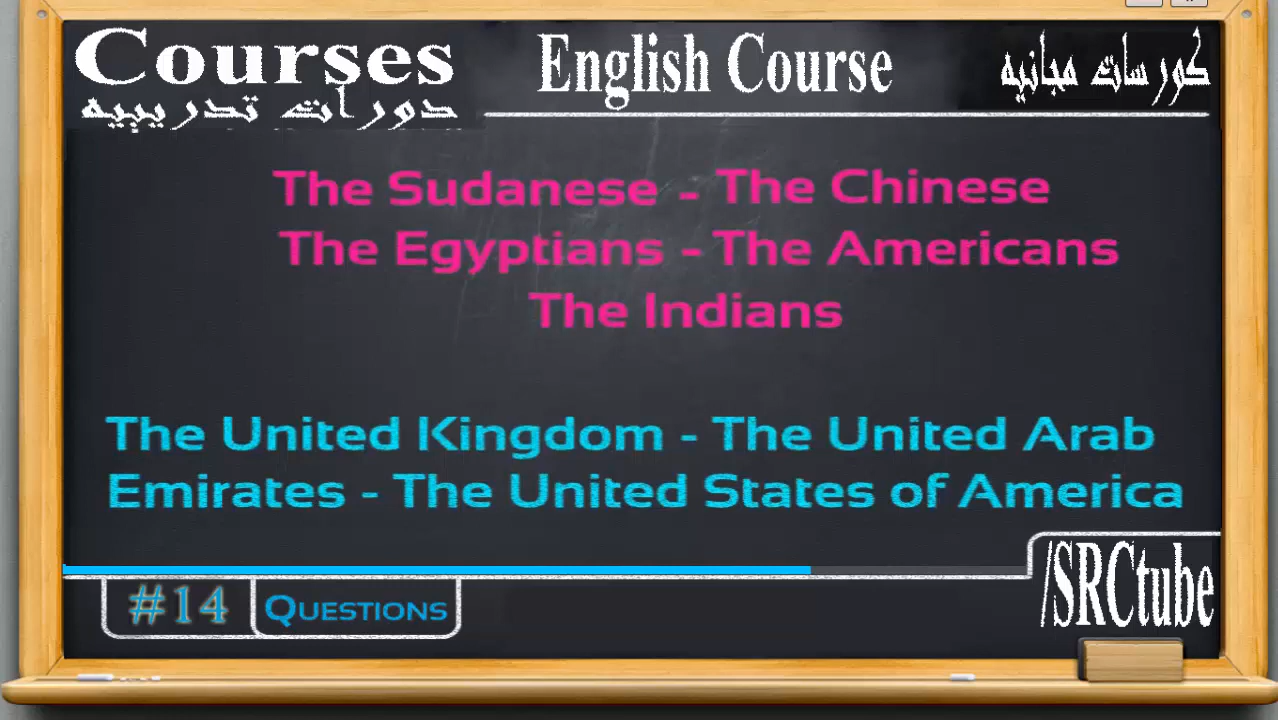 Courses
دورات تدريبيه
English Course
كورسات مجانيه
The Sudanese - The Chinese
The Egyptians - The Americans
The Indians
The United Kingdom - The United Arab
Emirates - The United States of America
#14
QUESTIONS
/SRCtube